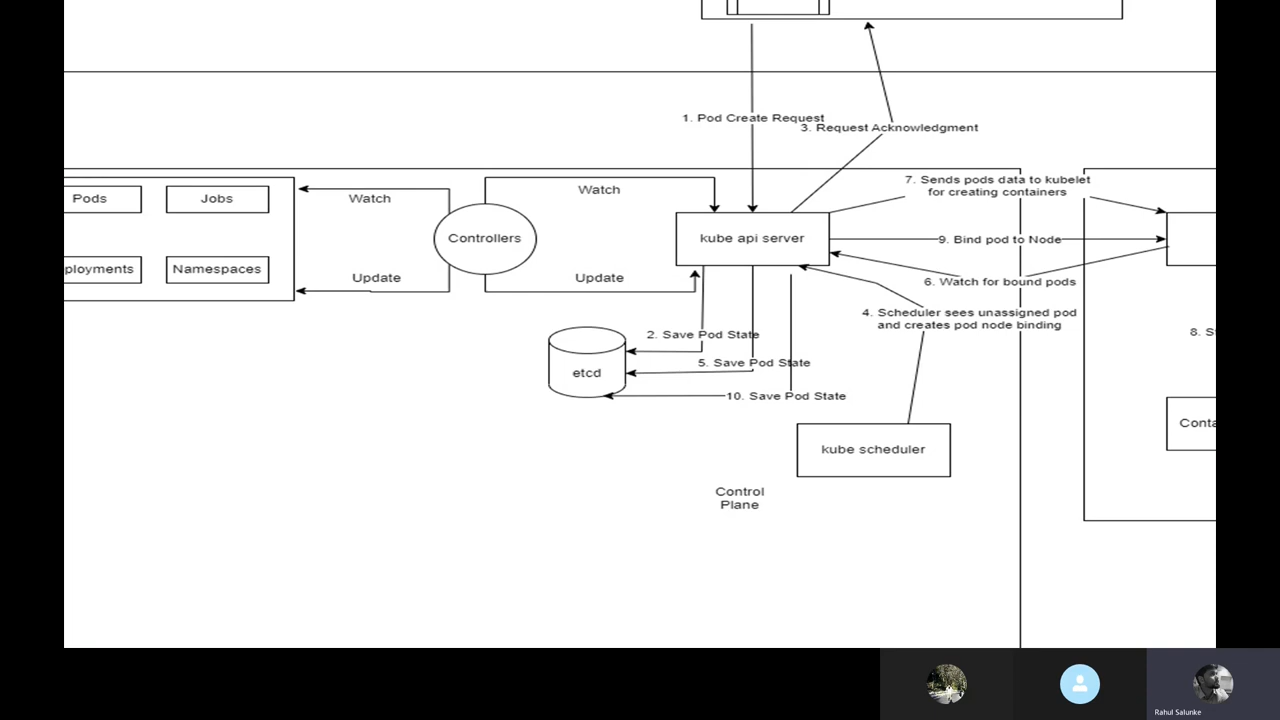 1. Pod Create Request
3. Request Acknowledgment
Pods
Jobs
Watch
Watch
7. Sends pods data to kubelet
for creating containers
Controllers
kube api server
9. Bind pod to Node
ployments
Namespaces
Update
Update
6. Watch for bound pods
4. Scheduler sees unassigned pod
and creates pod node binding
2. Save Pod State
8. S
5. Save Pod State
etcd
10. Save Pod State
Conta
kube scheduler
Control
Plane
Rahul Salunke